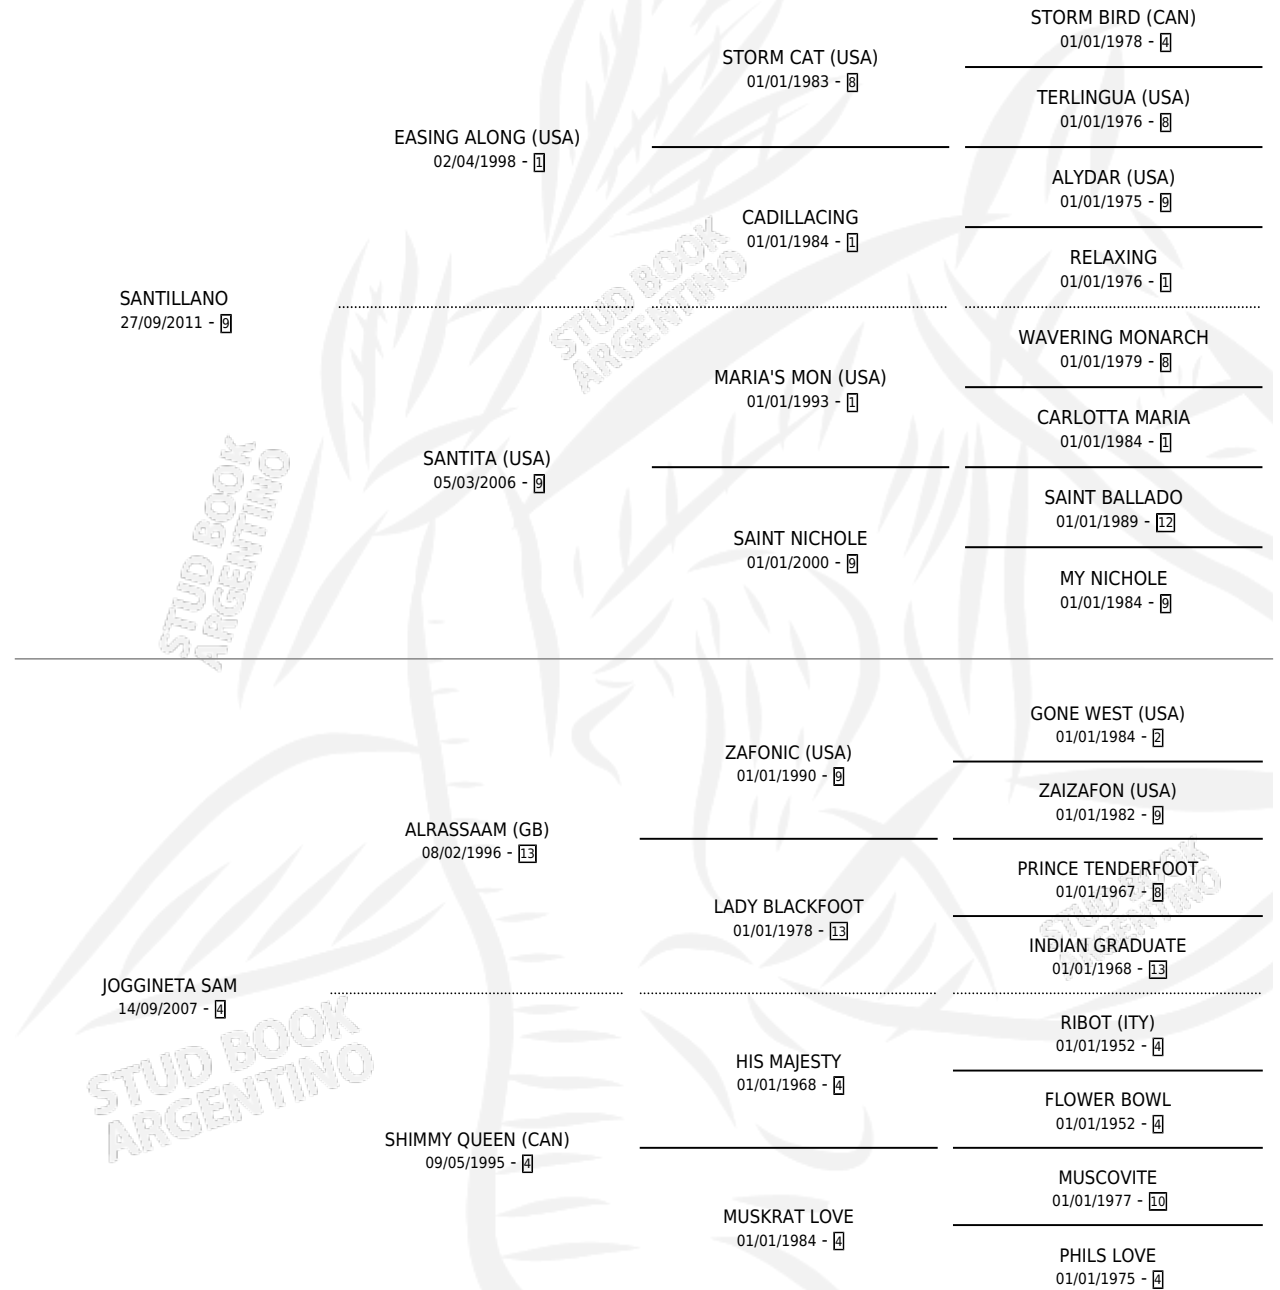 STORM BIRD (CAN)
01/01/1978 - 4
STORM CAT (USA)
01/01/1983 - 8
TERLINGUA (USA)
01/01/1976 - 8
EASING ALONG (USA)
02/04/1998 - 1
ALYDAR (USA)
01/01/1975 - 9
CADILLACING
01/01/1984 - 1
RELAXING
01/01/1976 - 1
SANTILLANO
27/09/2011 - 9
WAVERING MONARCH
01/01/1979 - 8
MARIA'S MON (USA)
01/01/1993 - 1
CARLOTTA MARIA
01/01/1984 - 1
SANTITA (USA)
05/03/2006 - 9
SAINT BALLADO
01/01/1989 - 12
SAINT NICHOLE
01/01/2000 - 9
MY NICHOLE
01/01/1984 - 9
STUD BOOK
ARGENTINO
STUD BOOK
ARGENTINO
GONE WEST (USA)
01/01/1984 - 2
ZAFONIC (USA)
01/01/1990 - 9
ZAIZAFON (USA)
01/01/1982 - 9
ALRASSAAM (GB)
08/02/1996 - 13
PRINCE TENDERFOOT
01/01/1967 - 8
LADY BLACKFOOT
01/01/1978 - 13
INDIAN GRADUATE
01/01/1968 - 13
STUD BOOK
ARGENTINO
JOGGINETA SAM
14/09/2007 - 4
RIBOT (ITY)
01/01/1952 - 4
HIS MAJESTY
01/01/1968 - 4
FLOWER BOWL
01/01/1952 - 4
STUD BOOK
ARGENTINO
SHIMMY QUEEN (CAN)
09/05/1995 - 4
MUSCOVITE
01/01/1977 - 10
MUSKRAT LOVE
01/01/1984 - 4
PHILS LOVE
01/01/1975 - 4